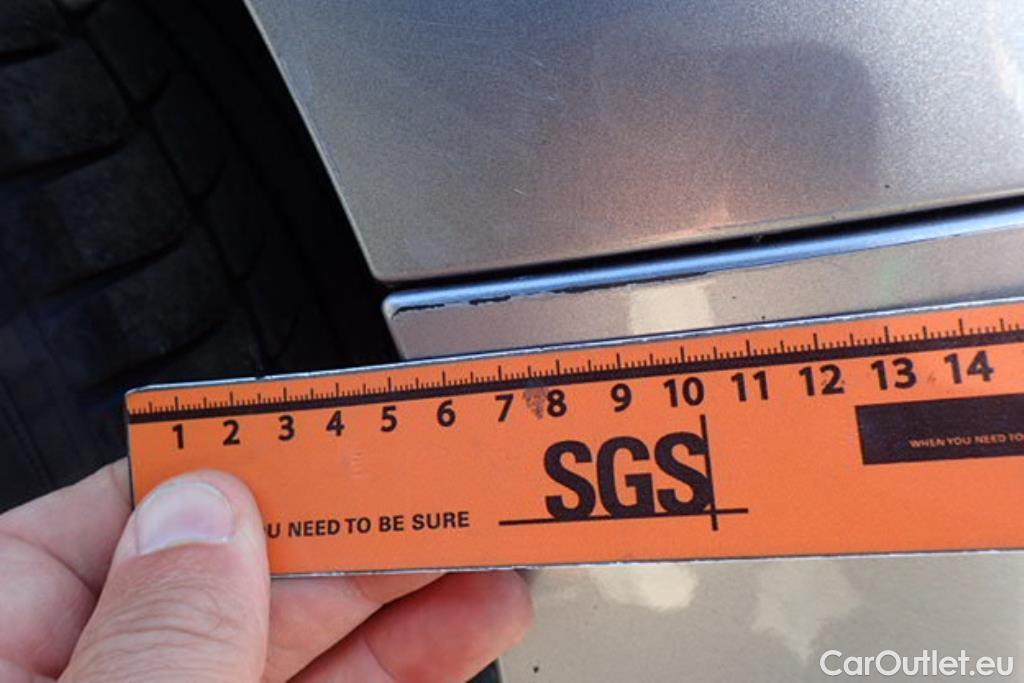 1 2 3 4 5 6 7 8 9 10 11 12 13 14
SGS
WHEN YOU NEED TO
U NEED TO BE SURE
CarOutlet.eu